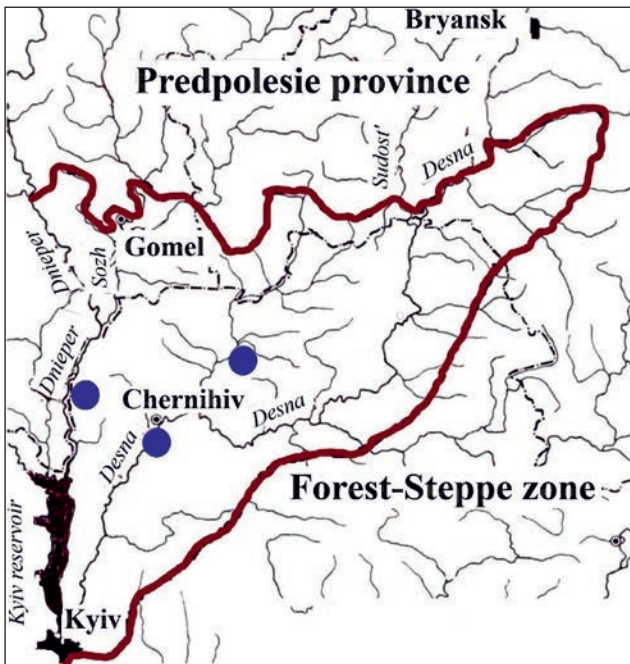 Bryansk
Predpolesie province
Sudost'
Desna
Gomel
Dnieper
Sozh
Dnieper
Chernihiv
Desna
Desna
Forest-Steppe zone
Kyiv reservoir
Kyiv